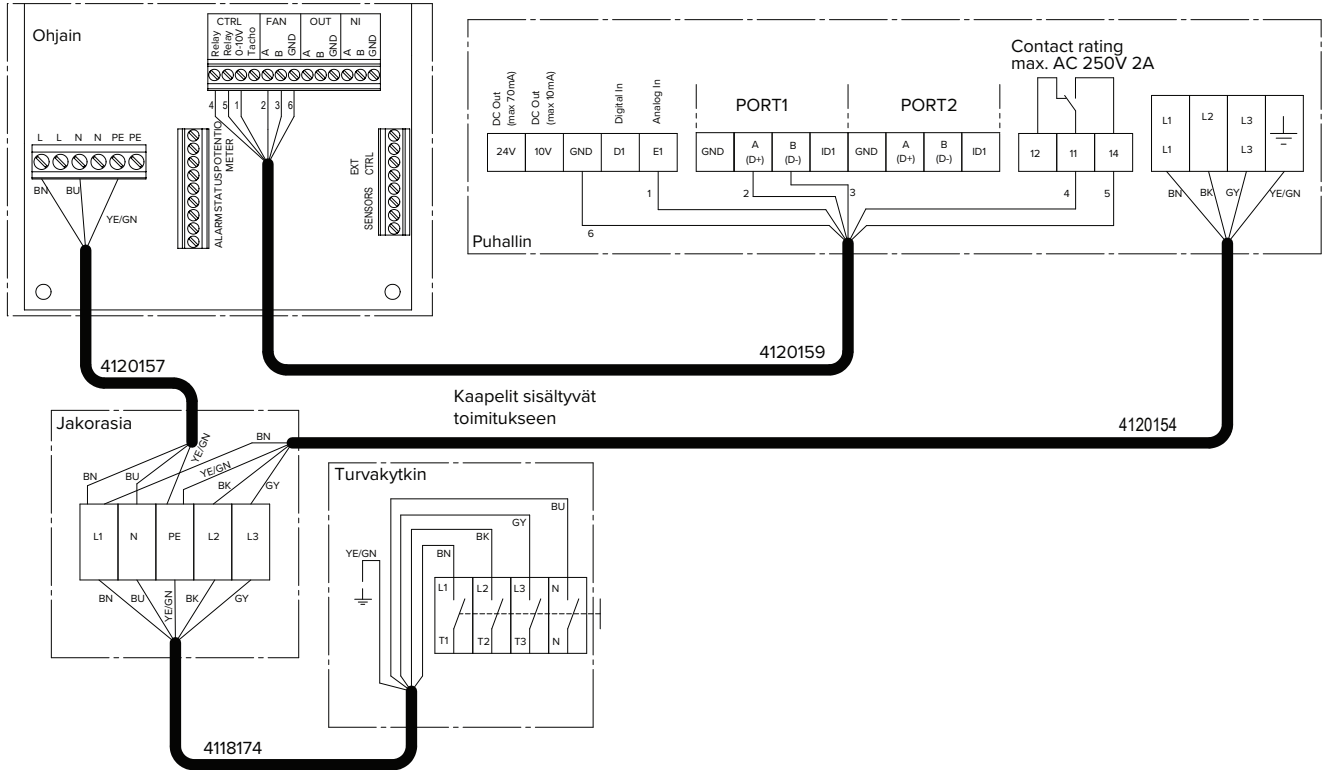 Ohjain
CTRL FAN OUT NI
Relay
Relay
0-10V
Tacho
A
B
GND
A
B
GND
A
B
GND
4 5 1 2 3 6
L L N N PE PE
BN BU YE/GN
ALARM STATUS POTENTIO
METER
EXT
SENSORS CTRL
DC Out
(max 70mA)
DC Out
(max 10mA)
Digital In
Analog In
PORT1 PORT2
Contact rating
max. AC 250V 2A
24V 10V GND D1 E1
GND A (D+) B (D-) ID1 GND A (D+) B (D-) ID1
12 11 14
L1 L2 L3
L1 L3
1 2 3 4 5
6
BN BK GY YE/GN
Puhallin
4120157
4120159
Kaapelit sisältyvät
toimitukseen
4120154
Jakorasia
BN
YE/GN
YE/GN
BN BU BK GY
L1 N PE L2 L3
BN BU YE/GN BK GY
4118174
Turvakytkin
BU
GY
BK
BN
YE/GN
L1 L2 L3 N
T1 T2 T3 N